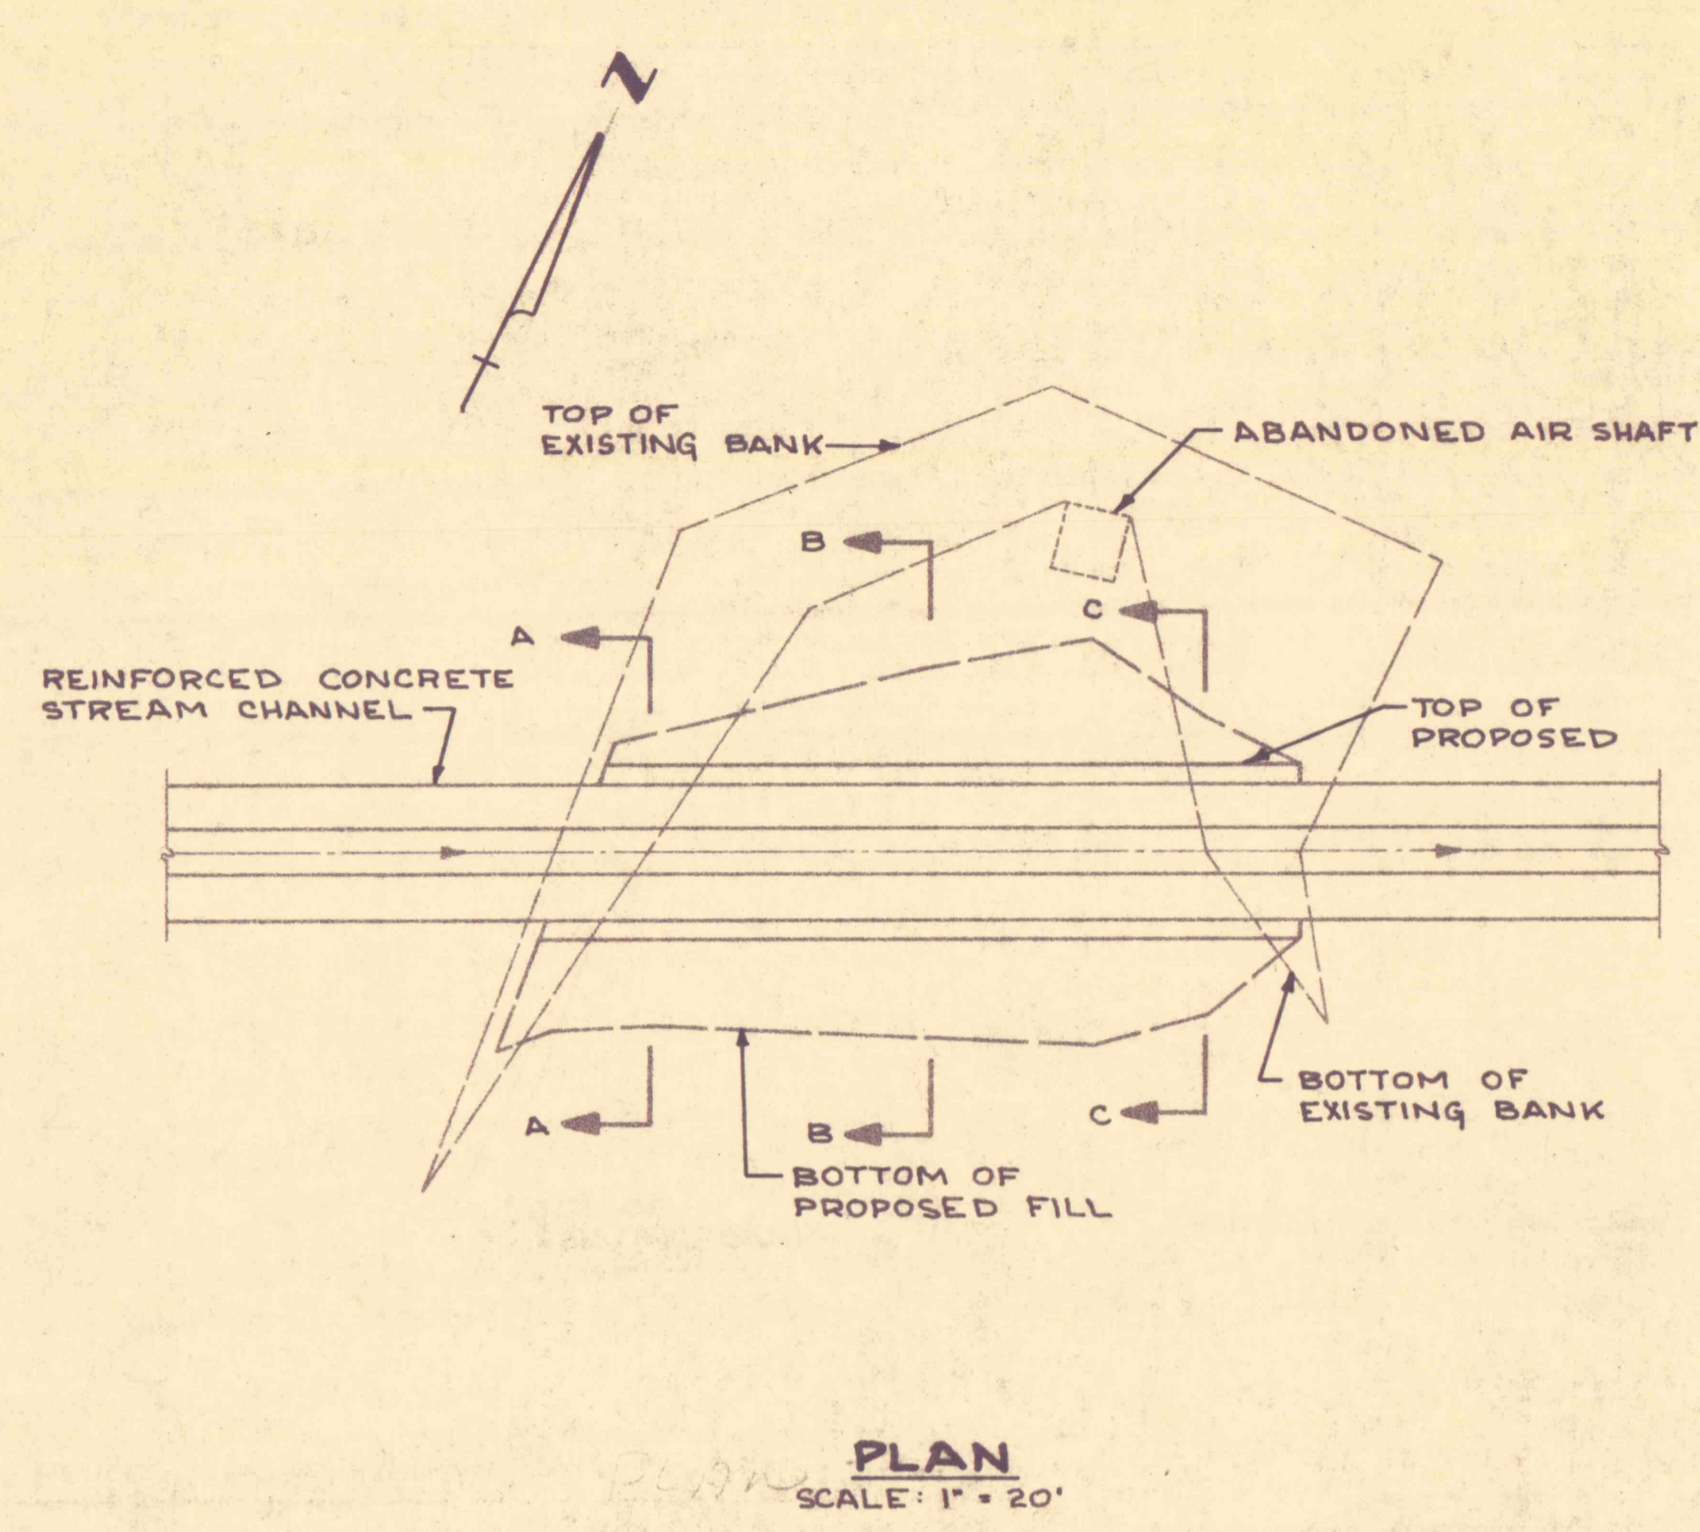 N
TOP OF
EXISTING BANK
ABANDONED AIR SHAFT
B
C
A
REINFORCED CONCRETE
STREAM CHANNEL
TOP OF
PROPOSED
BOTTOM OF
EXISTING BANK
A
B
C
BOTTOM OF
PROPOSED FILL
PLAN
PLAN
SCALE: 1" = 20'